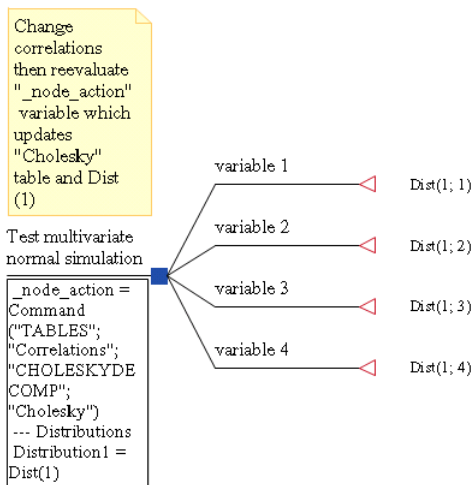 Change
correlations
then reevaluate
"_node_action"
variable which
updates
"Cholesky"
table and Dist
(1)
Test multivariate
normal simulation
_node_action =
Command
("TABLES";
"Correlations";
"CHOLESKYDE
COMP";
"Cholesky")
--- Distributions
Distribution1 =
Dist(1)
variable 1
Dist(1; 1)
variable 2
Dist(1; 2)
variable 3
Dist(1; 3)
variable 4
Dist(1; 4)